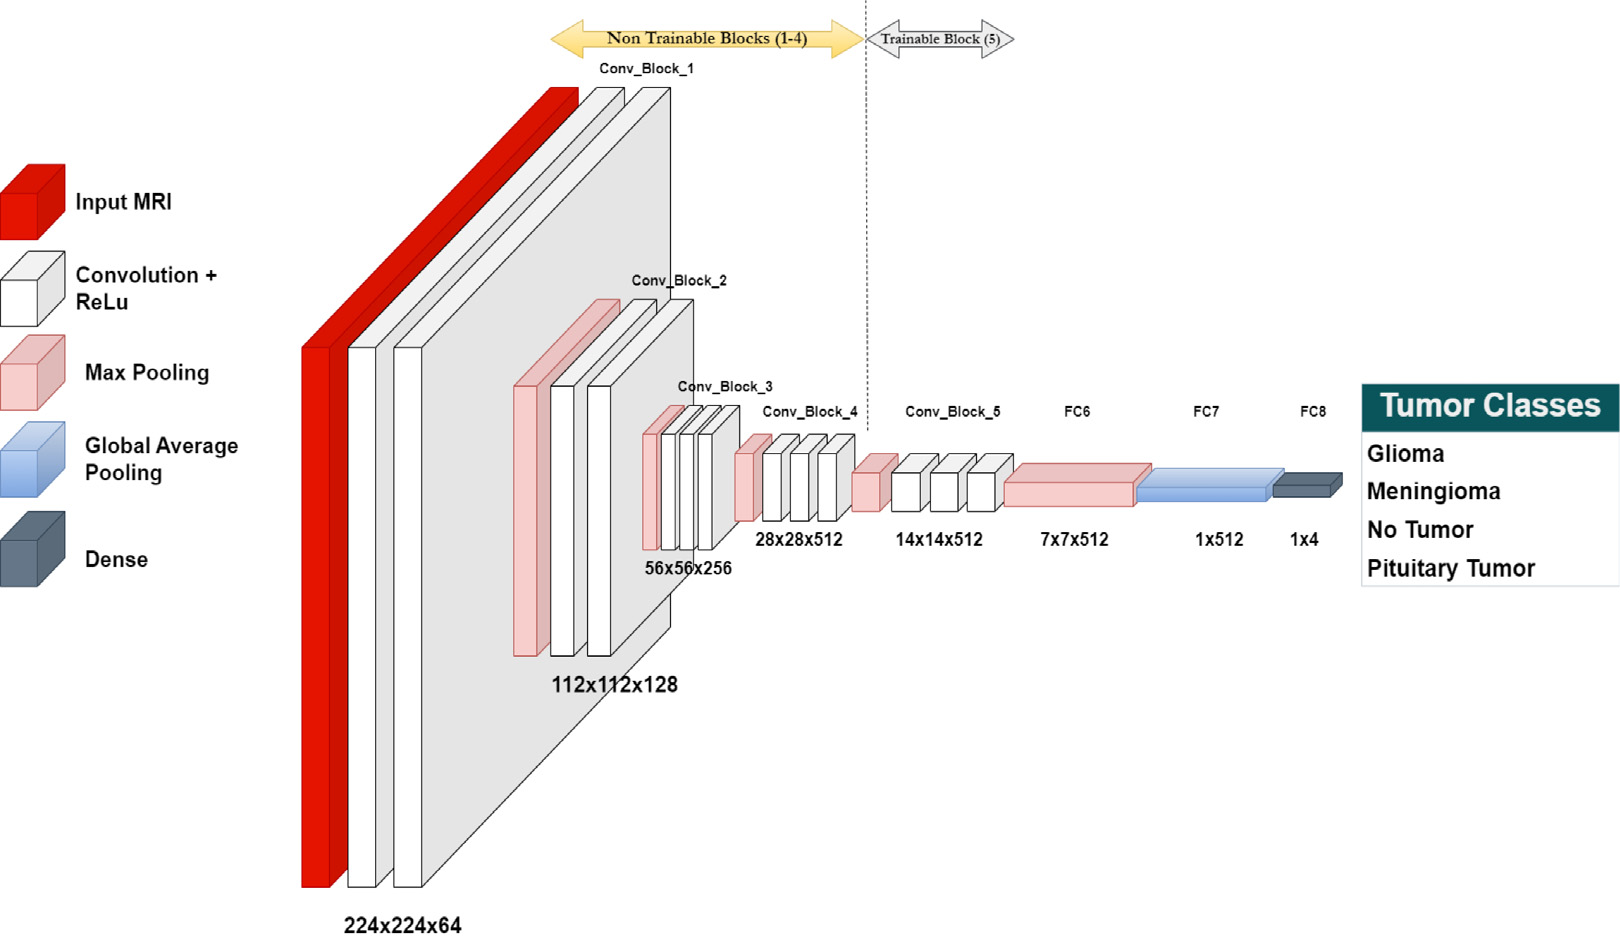 Non Trainable Blocks (1-4)
Trainable Block (5)
Conv_Block_1
Input MRI
Convolution +
ReLu
Max Pooling
Global Average
Pooling
Dense
Conv_Block_2
Conv_Block_3
Conv_Block_4
Conv_Block_5
FC6
FC7
FC8
224x224x64
112x112x128
56x56x256
28x28x512
14x14x512
7x7x512
1x512
1x4
Tumor Classes
Glioma
Meningioma
No Tumor
Pituitary Tumor